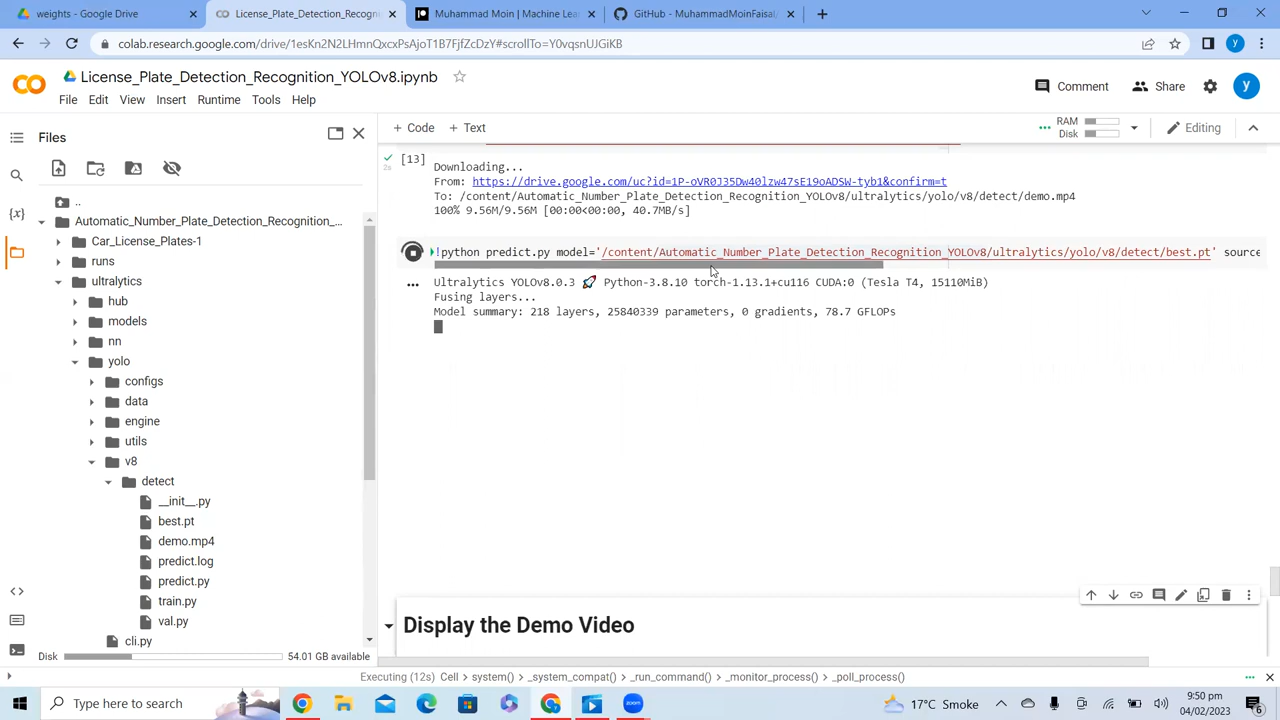 weights - Google Drive
License_Plate_Detection_Recogni
Muhammad Moin | Machine Lea
GitHub - MuhammadMoinFaisal/
colab.research.google.com/drive/1esKn2N2LHmnQxcxPsAjoT1B7FjfZcDzY#scrollTo=Y0vqsnUJGiKB
License_Plate_Detection_Recognition_YOLOv8.ipynb
Comment
Share
File Edit View Insert Runtime Tools Help
Files
+ Code + Text
RAM
Disk
Editing
[13]
2s
Downloading...
From: https://drive.google.com/uc?id=1P-oVR0J35Dw40lzw47sE19oADSW-tyb1&confirm=t
To: /content/Automatic_Number_Plate_Detection_Recognition_YOLOv8/ultralytics/yolo/v8/detect/demo.mp4
100% 9.56M/9.56M [00:00<00:00, 40.7MB/s]
!python predict.py model='/content/Automatic_Number_Plate_Detection_Recognition_YOLOv8/ultralytics/yolo/v8/detect/best.pt' source
Ultralytics YOLOv8.0.3 🚀 Python-3.8.10 torch-1.13.1+cu116 CUDA:0 (Tesla T4, 15110MiB)
Fusing layers...
Model summary: 218 layers, 25840339 parameters, 0 gradients, 78.7 GFLOPs
..
Automatic_Number_Plate_Detection_Recognition_...
Car_License_Plates-1
runs
ultralytics
hub
models
nn
yolo
configs
data
engine
utils
v8
detect
__init__.py
best.pt
demo.mp4
predict.log
predict.py
train.py
val.py
cli.py
Disk
54.01 GB available
Display the Demo Video
Executing (12s) Cell > system() > _system_compat() > _run_command() > _monitor_process() > _poll_process()
Type here to search
zoom
17°C Smoke
9:50 pm
04/02/2023
6